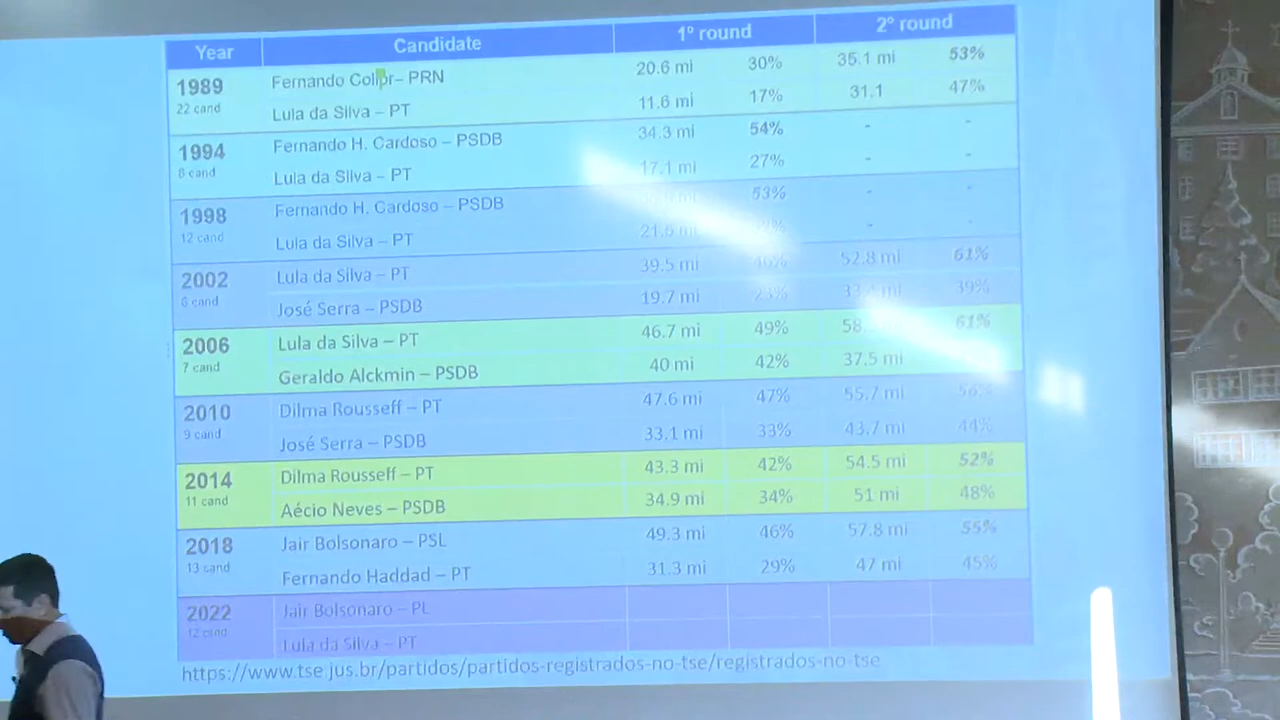 Year Candidate 1º round 2º round
1989 Fernando Collor– PRN 20.6 mi 30% 35.1 mi 53%
22 cand Lula da Silva – PT 11.6 mi 17% 31.1 47%
1994 Fernando H. Cardoso – PSDB 34.3 mi 54% - -
8 cand Lula da Silva – PT 17.1 mi 27% - -
1998 Fernando H. Cardoso – PSDB 53% - -
12 cand Lula da Silva – PT - -
2002 Lula da Silva – PT 39.5 mi 46% 52.8 mi 61%
6 cand José Serra – PSDB 19.7 mi 23% 39%
2006 Lula da Silva – PT 46.7 mi 49% 61%
7 cand Geraldo Alckmin – PSDB 40 mi 42% 37.5 mi
2010 Dilma Rousseff – PT 47.6 mi 47% 55.7 mi 56%
9 cand José Serra – PSDB 33.1 mi 33% 43.7 mi 44%
2014 Dilma Rousseff – PT 43.3 mi 42% 54.5 mi 52%
11 cand Aécio Neves – PSDB 34.9 mi 34% 51 mi 48%
2018 Jair Bolsonaro – PSL 49.3 mi 46% 57.8 mi 55%
13 cand Fernando Haddad – PT 31.3 mi 29% 47 mi 45%
2022 Jair Bolsonaro – PL
12 cand Lula da Silva – PT
https://www.tse.jus.br/partidos/partidos-registrados-no-tse/registrados-no-tse